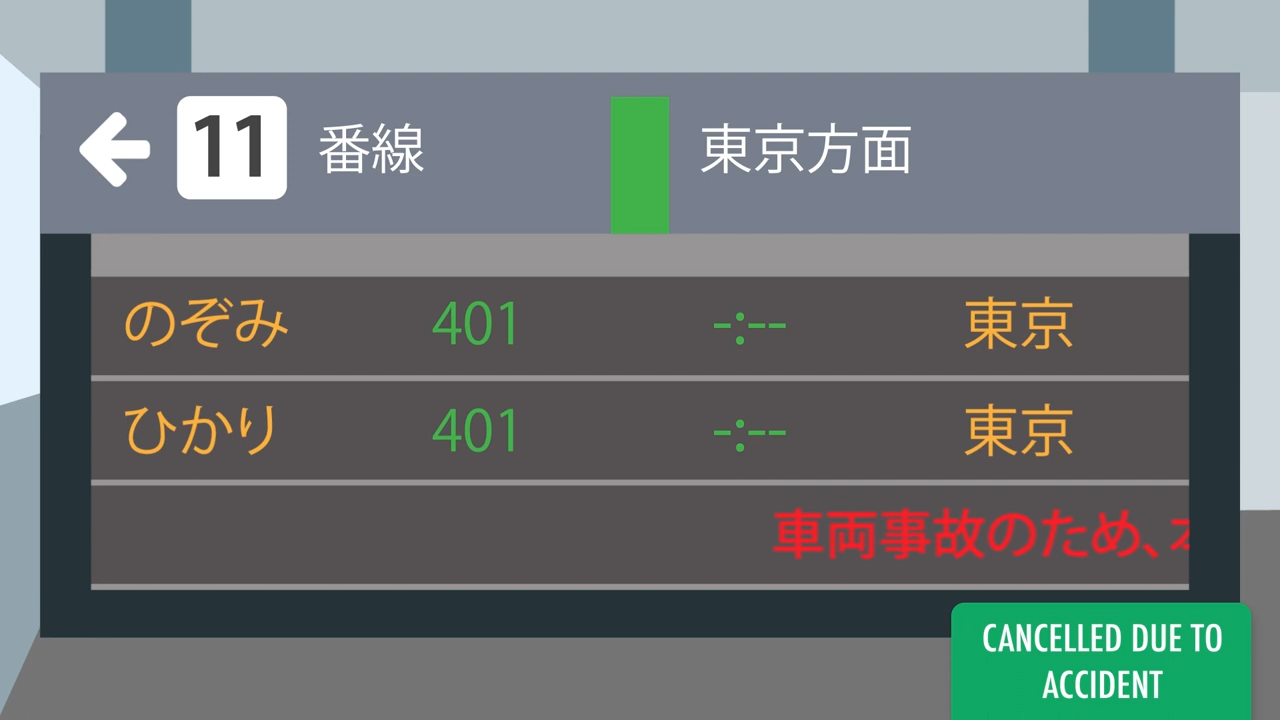 11 番線 東京方面
のぞみ 401 -:-- 東京
ひかり 401 -:-- 東京
車両事故のため、
CANCELLED DUE TO
ACCIDENT